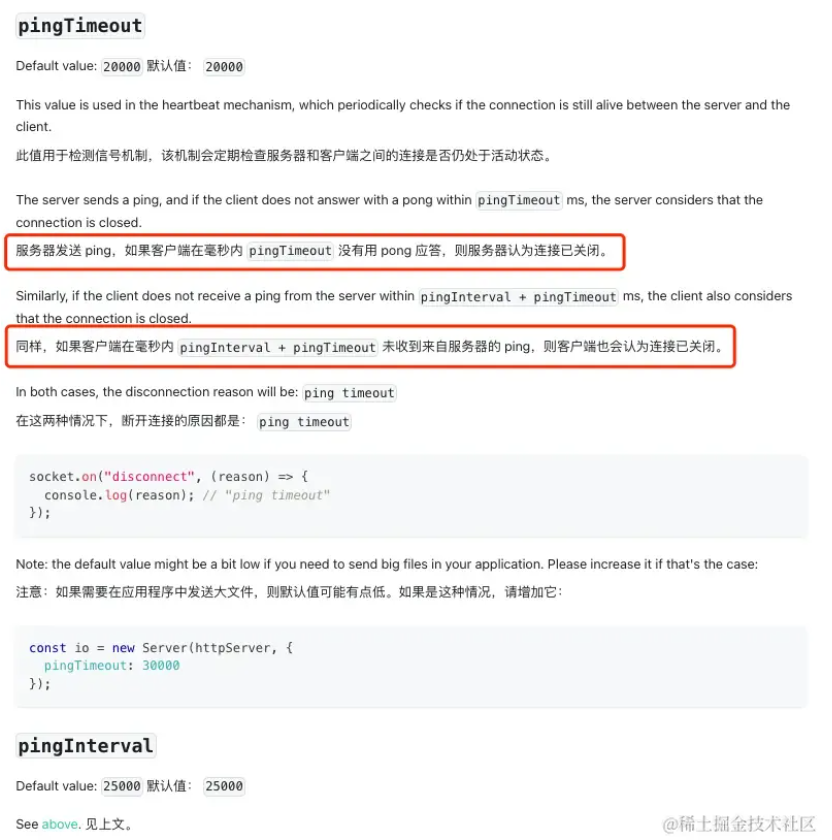 pingTimeout
Default value: 20000 默认值： 20000
This value is used in the heartbeat mechanism, which periodically checks if the connection is still alive between the server and the
client.
此值用于检测信号机制，该机制会定期检查服务器和客户端之间的连接是否仍处于活动状态。
The server sends a ping, and if the client does not answer with a pong within pingTimeout ms, the server considers that the
connection is closed.
服务器发送 ping，如果客户端在毫秒内 pingTimeout 没有用 pong 应答，则服务器认为连接已关闭。
Similarly, if the client does not receive a ping from the server within pingInterval + pingTimeout ms, the client also considers
that the connection is closed.
同样，如果客户端在毫秒内 pingInterval + pingTimeout 未收到来自服务器的 ping，则客户端也会认为连接已关闭。
In both cases, the disconnection reason will be: ping timeout
在这两种情况下，断开连接的原因都是： ping timeout
socket.on("disconnect", (reason) => {
  console.log(reason); // "ping timeout"
});
Note: the default value might be a bit low if you need to send big files in your application. Please increase it if that's the case:
注意：如果需要在应用程序中发送大文件，则默认值可能有点低。如果是这种情况，请增加它：
const io = new Server(httpServer, {
  pingTimeout: 30000
});
pingInterval
Default value: 25000 默认值： 25000
See above. 见上文。
@稀土掘金技术社区